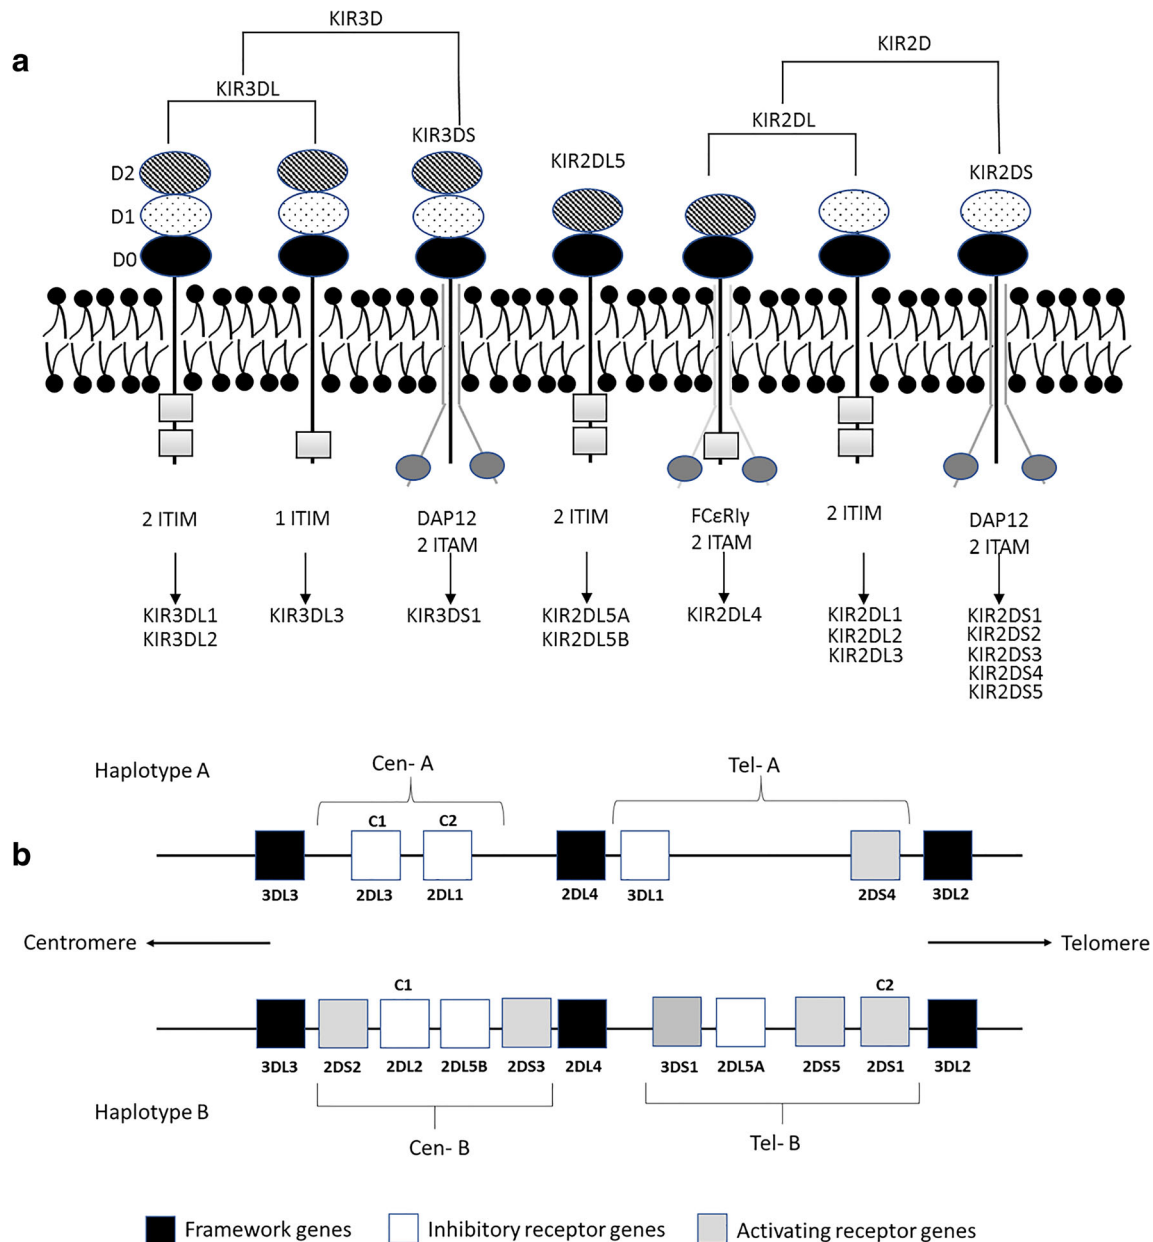 a
KIR3D
KIR2D
KIR3DL
KIR2DL
KIR3DS
KIR2DL5
KIR2DS
D2
D1
D0
2 ITIM
1 ITIM
DAP12
2 ITAM
2 ITIM
FCεRIγ
2 ITAM
2 ITIM
DAP12
2 ITAM
KIR3DL1
KIR3DL2
KIR3DL3
KIR3DS1
KIR2DL5A
KIR2DL5B
KIR2DL4
KIR2DL1
KIR2DL2
KIR2DL3
KIR2DS1
KIR2DS2
KIR2DS3
KIR2DS4
KIR2DS5
b
Haplotype A
Cen- A
Tel- A
C1 C2
3DL3 2DL3 2DL1 2DL4 3DL1 2DS4 3DL2
Centromere
Telomere
C1 C2
3DL3 2DS2 2DL2 2DL5B 2DS3 2DL4 3DS1 2DL5A 2DS5 2DS1 3DL2
Haplotype B
Cen- B
Tel- B
Framework genes
Inhibitory receptor genes
Activating receptor genes